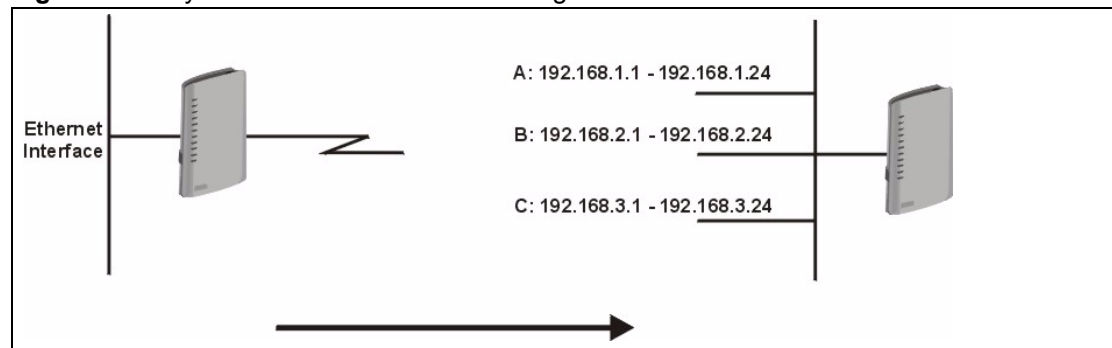 Ethernet
Interface
A: 192.168.1.1 - 192.168.1.24
B: 192.168.2.1 - 192.168.2.24
C: 192.168.3.1 - 192.168.3.24